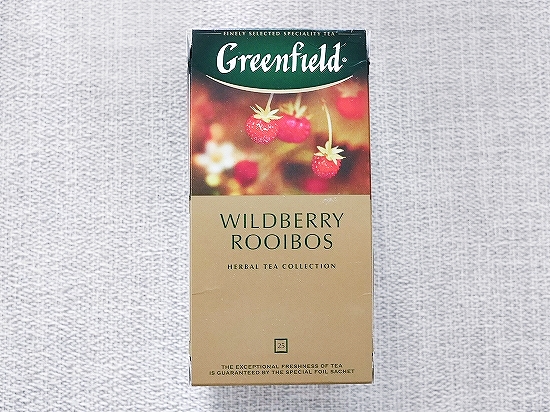 FINELY SELECTED SPECIALITY TEA
Greenfield®
WILDBERRY
ROOIBOS
HERBAL TEA COLLECTION
25
THE EXCEPTIONAL FRESHNESS OF TEA
IS GUARANTEED BY THE SPECIAL FOIL SACHET